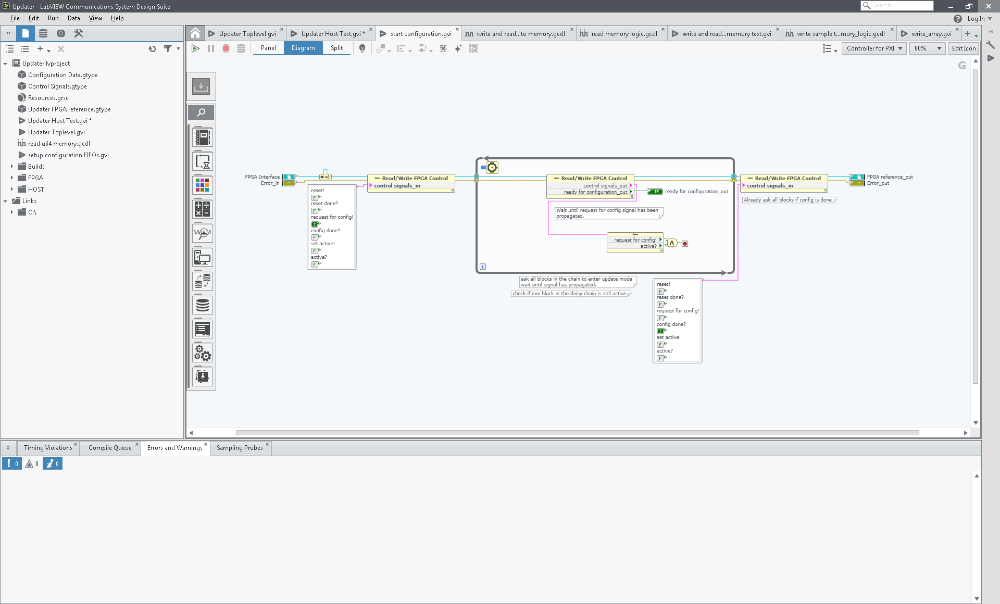 Updater - LabVIEW Communications System Design Suite
Search
File Edit Run Data View Help
Log In
Updater Toplevel.gvi
Updater Host Test.gvi *
start configuration.gvi
write and read...to memory.gcdl
read memory logic.gcdl
write and read...memory test.gvi
write sample t...mory_logic.gcdl
write_array.gvi
Panel
Diagram
Split
Controller for PXI
80%
Edit Icon
Updater.lvproject
Configuration Data.gtype
Control Signals.gtype
Resources.grsc
Updater FPGA reference.gtype
Updater Host Test.gvi *
Updater Toplevel.gvi
read u64 memory.gcdl
setup configuration FIFOs.gvi
Builds
FPGA
HOST
Links
C:\
G
FPGA.Interface
Error_in
reset!
F
reset done?
F
request for config!
T
config done?
F
set active!
F
active?
F
Read/Write FPGA Control
control signals_in
Read/Write FPGA Control
control signals_out
ready for configuration_out
TF
ready for configuration_out
Wait until request for config signal has been
propagated.
request for config!
active?
Λ
i
ask all blocks in the chain to enter update mode
wait until signal has propagated.
check if one block in the daisy chain is still active
Read/Write FPGA Control
control signals_in
Already ask all blocks if config is done
FPGA reference_out
Error_out
reset!
F
reset done?
F
request for config!
F
config done?
T
set active!
F
active?
F
Timing Violations
Compile Queue
Errors and Warnings
Sampling Probes
! 0
0
i 0